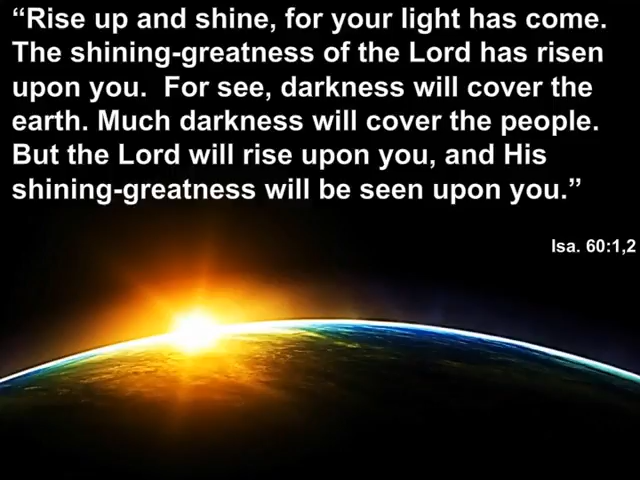 “Rise up and shine, for your light has come.
The shining-greatness of the Lord has risen
upon you.  For see, darkness will cover the
earth. Much darkness will cover the people.
But the Lord will rise upon you, and His
shining-greatness will be seen upon you.”
Isa. 60:1,2